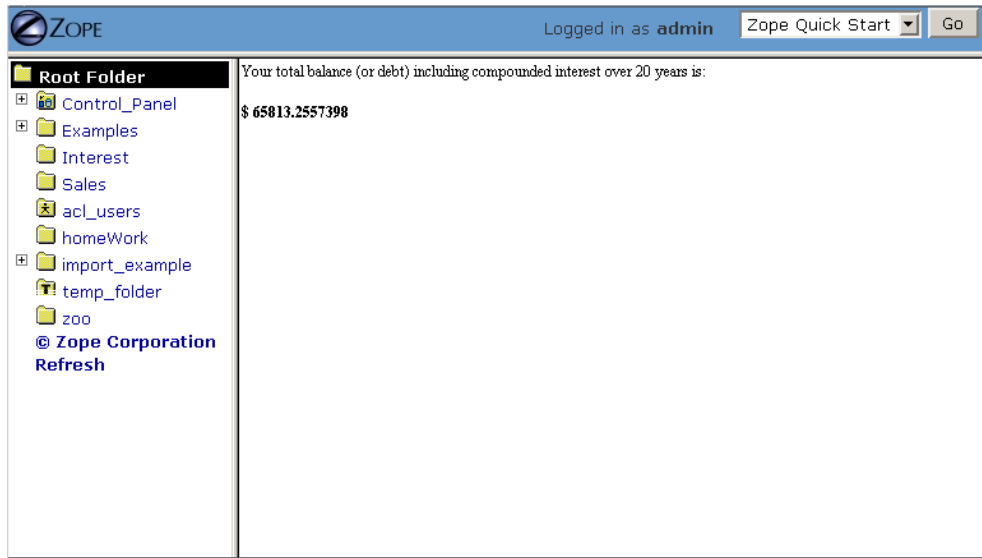 ZOPE
Logged in as admin
Zope Quick Start
Go
Root Folder
Control_Panel
Examples
Interest
Sales
acl_users
homeWork
import_example
temp_folder
zoo
© Zope Corporation
Refresh
Your total balance (or debt) including compounded interest over 20 years is:
$ 65813.2557398